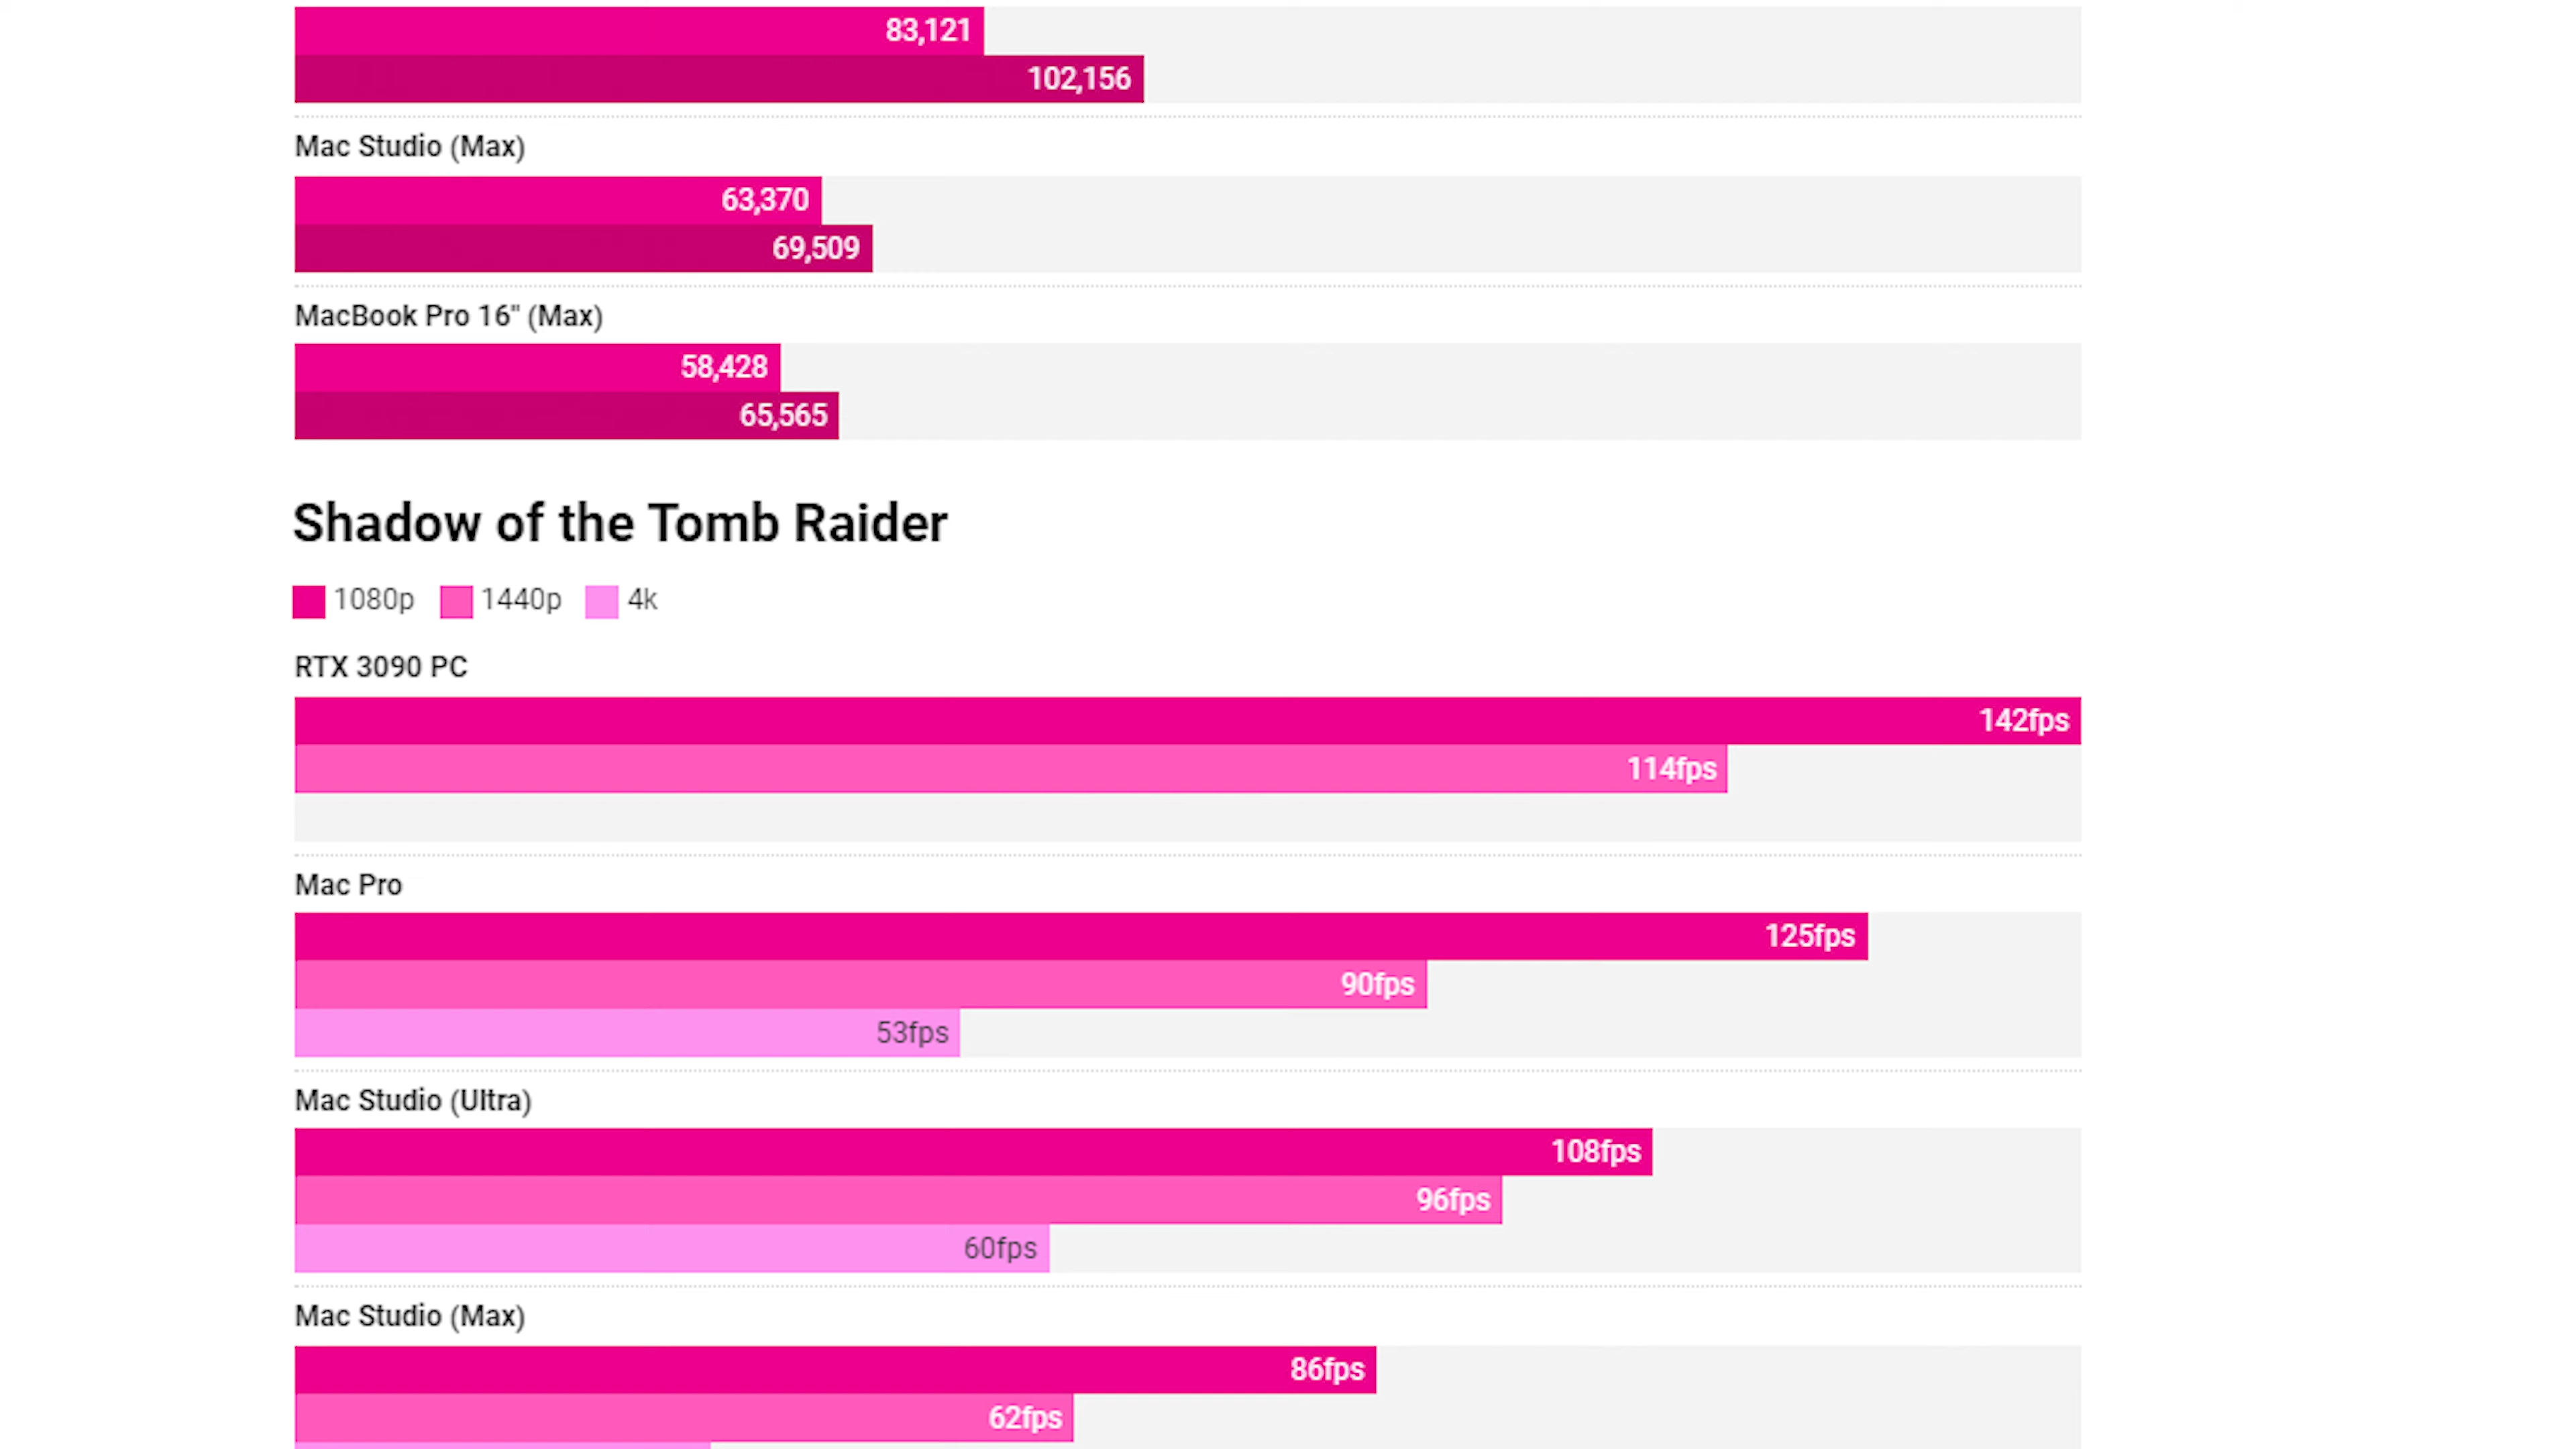 83,121
102,156
Mac Studio (Max)
63,370
69,509
MacBook Pro 16" (Max)
58,428
65,565
Shadow of the Tomb Raider
1080p 1440p 4k
RTX 3090 PC
142fps
114fps
Mac Pro
125fps
90fps
53fps
Mac Studio (Ultra)
108fps
96fps
60fps
Mac Studio (Max)
86fps
62fps